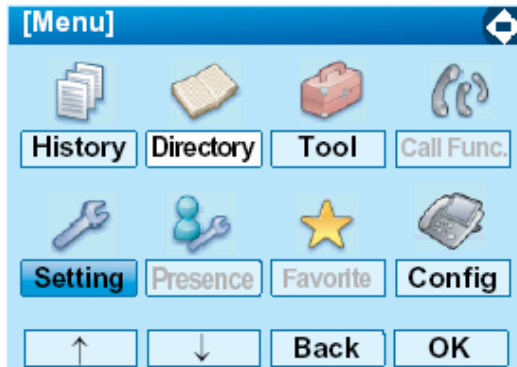 [Menu]
History Directory Tool Call Func.
Setting Presence Favorite Config
↑ ↓ Back OK